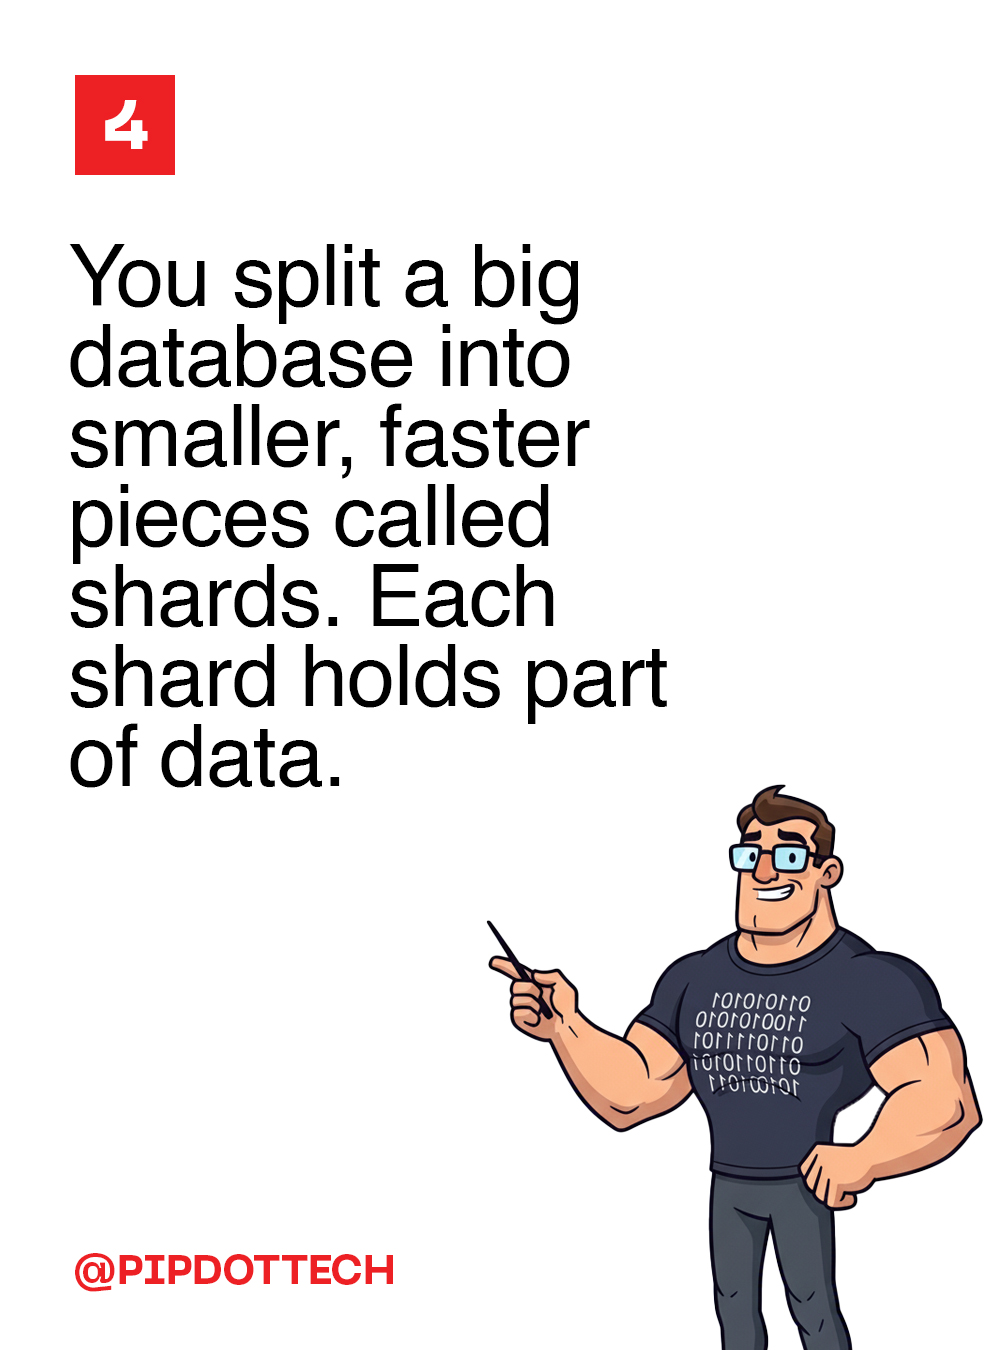 4
You split a big
database into
smaller, faster
pieces called
shards. Each
shard holds part
of data.
@PIPDOTTECH